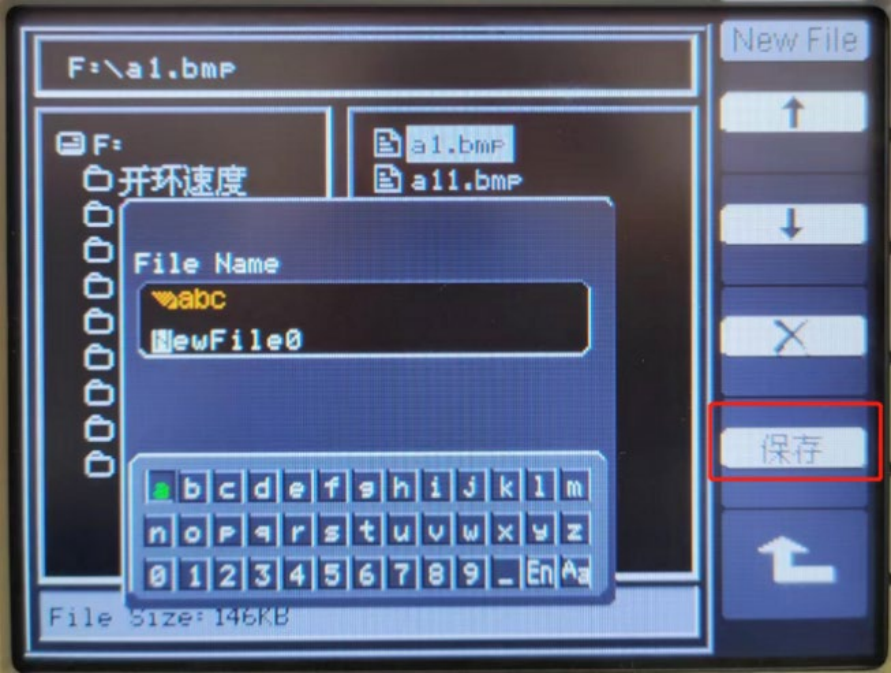 New File
F:\a1.bmp
F:
开环速度
a1.bmp
a11.bmp
File Name
abc
NewFile0
保存
a b c d e f g h i j k l m
n o p q r s t u v w x y z
0 1 2 3 4 5 6 7 8 9 _ En Aa
File Size: 146KB